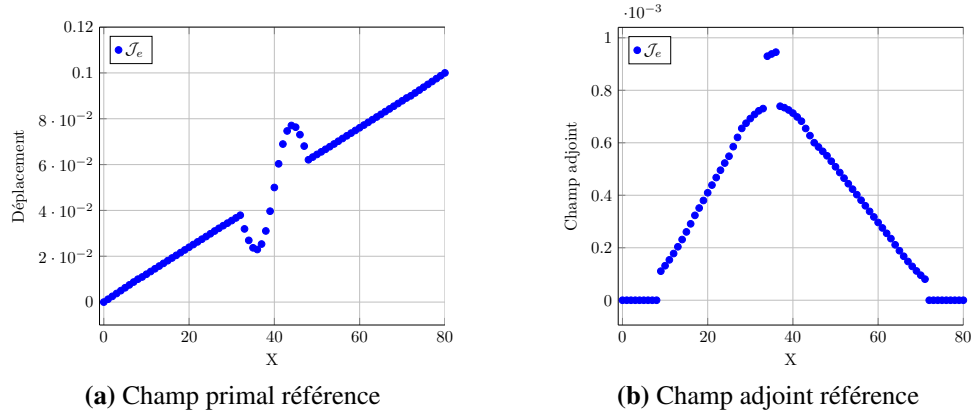 0.12
0.1
8 · 10⁻²
6 · 10⁻²
4 · 10⁻²
2 · 10⁻²
0
Déplacement
𝒥ₑ
0 20 40 60 80
X
(a) Champ primal référence
·10⁻³
1
0.8
0.6
0.4
0.2
0
Champ adjoint
𝒥ₑ
0 20 40 60 80
X
(b) Champ adjoint référence